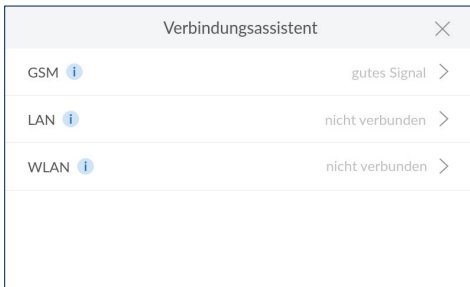 Verbindungsassistent
GSM i gutes Signal
LAN i nicht verbunden
WLAN i nicht verbunden